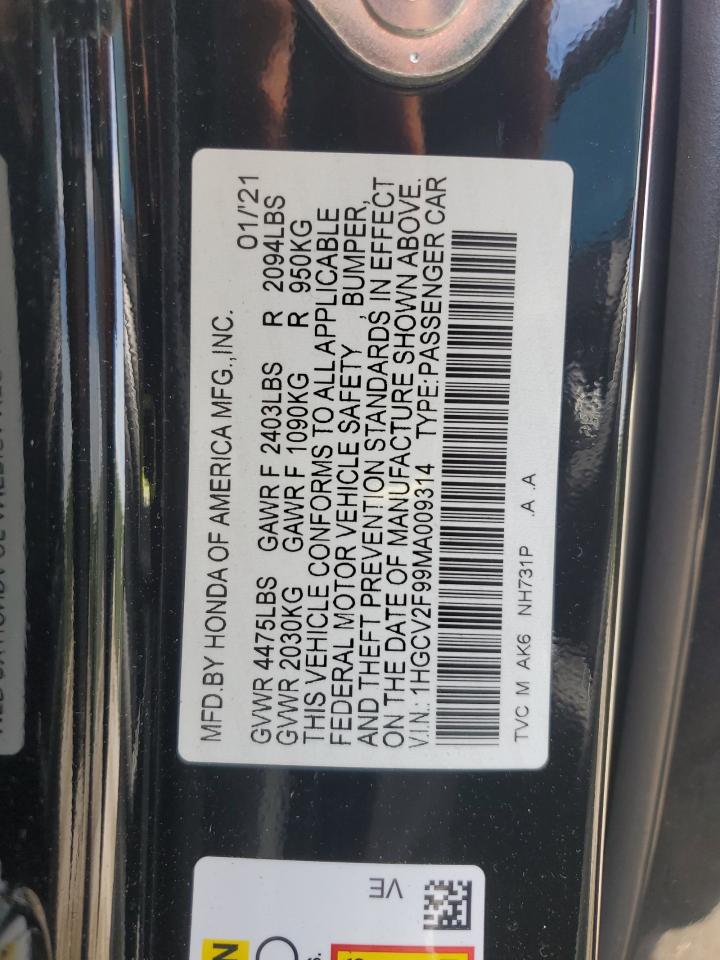 MFD.BY HONDA OF AMERICA MFG.,INC. 01/'21
GVWR 4475LBS GAWR F 2403LBS R 2094LBS
GVWR 2030KG GAWR F 1090KG R 950KG
THIS VEHICLE CONFORMS TO ALL APPLICABLE
FEDERAL MOTOR VEHICLE SAFETY , BUMPER,
AND THEFT PREVENTION STANDARDS IN EFFECT
ON THE DATE OF MANUFACTURE SHOWN ABOVE.
V.I.N.: 1HGCV2F99MA009314 TYPE:PASSENGER CAR
TVC M AK6 NH731P .A .A
VE